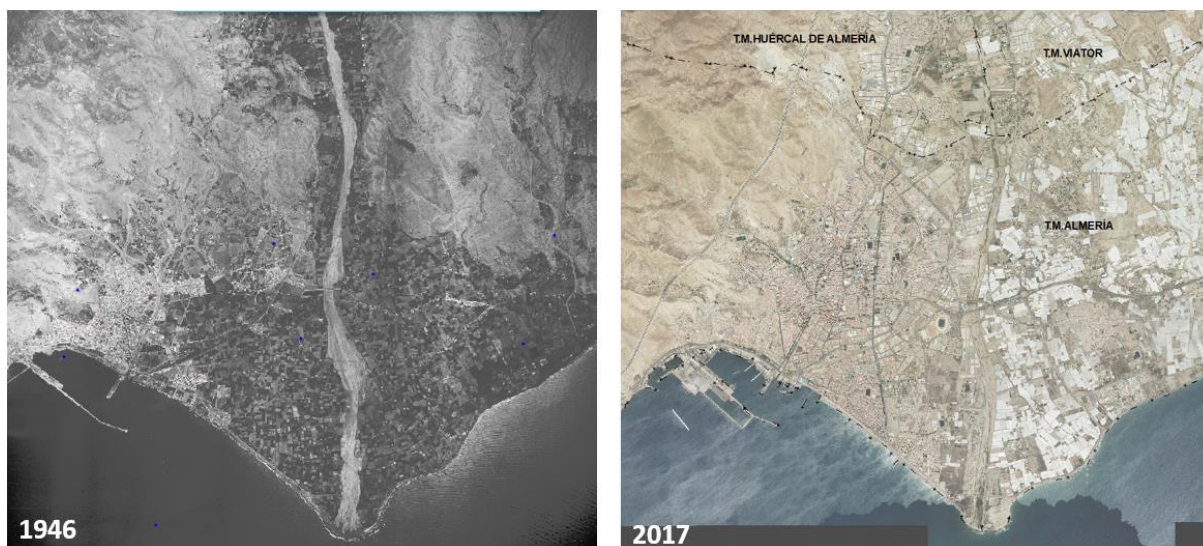 T.M.HUÉRCAL DE ALMERÍA
T.M.VIATOR
T.M.ALMERÍA
1946
2017